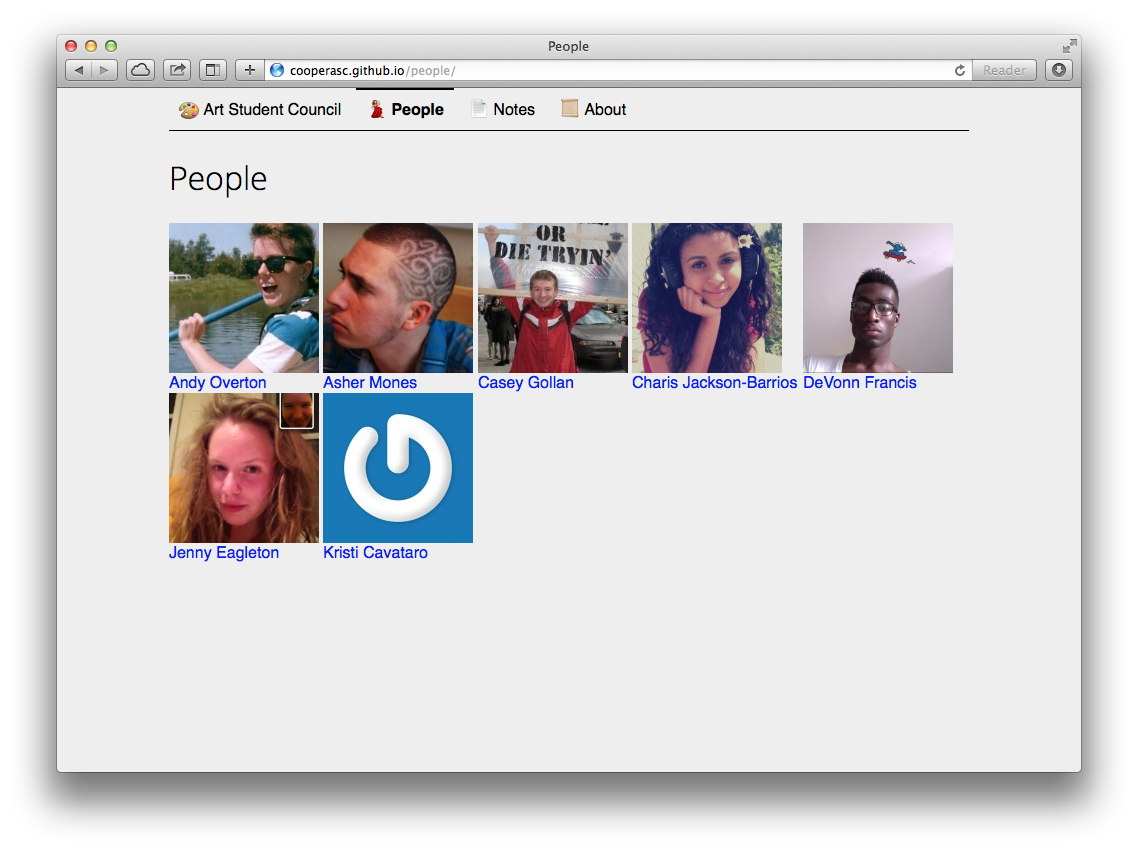 People
cooperasc.github.io/people/
Reader
Art Student Council
People
Notes
About
People
OR
DIE TRYIN'
Andy Overton
Asher Mones
Casey Gollan
Charis Jackson-Barrios
DeVonn Francis
Jenny Eagleton
Kristi Cavataro